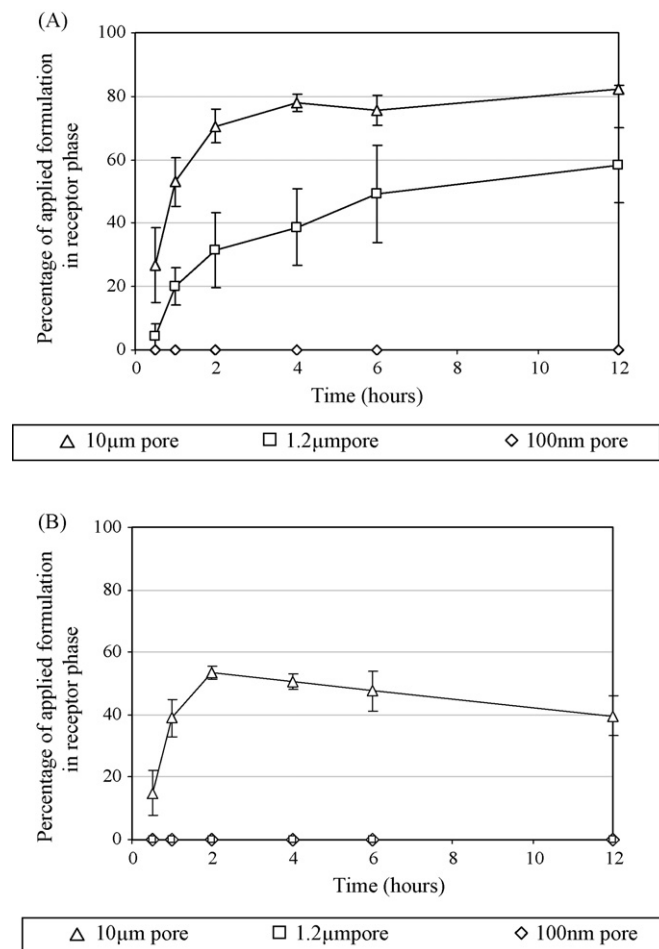 (A)
100
80
60
40
20
0
Percentage of applied formulation
in receptor phase
0 2 4 6 8 10 12
Time (hours)
10μm pore 1.2μmpore 100nm pore
(B)
100
80
60
40
20
0
Percentage of applied formulation
in receptor phase
0 2 4 6 8 10 12
Time (hours)
10μm pore 1.2μmpore 100nm pore